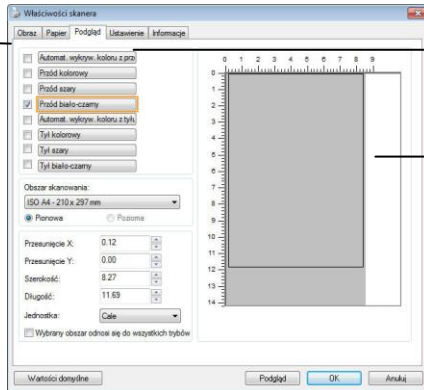 Właściwości skanera
Obraz Papier Podgląd Ustawienie Informacje
Automat. wykryw. koloru z prz
Przód kolorowy
Przód szary
Przód biało-czarny
Automat. wykryw. koloru z tyłu
Tył kolorowy
Tył szary
Tył biało-czarny
Obszar skanowania:
ISO A4 - 210 x 297 mm
Pionowa Pozioma
Przesunięcie X: 0.12
Przesunięcie Y: 0.00
Szerokość: 8.27
Długość: 11.69
Jednostka: Cale
Wybrany obszar odnosi się do wszystkich trybów
0 1 2 3 4 5 6 7 8 9
0
1
2
3
4
5
6
7
8
9
10
11
12
13
14
Wartości domyślne Podgląd OK Anuluj